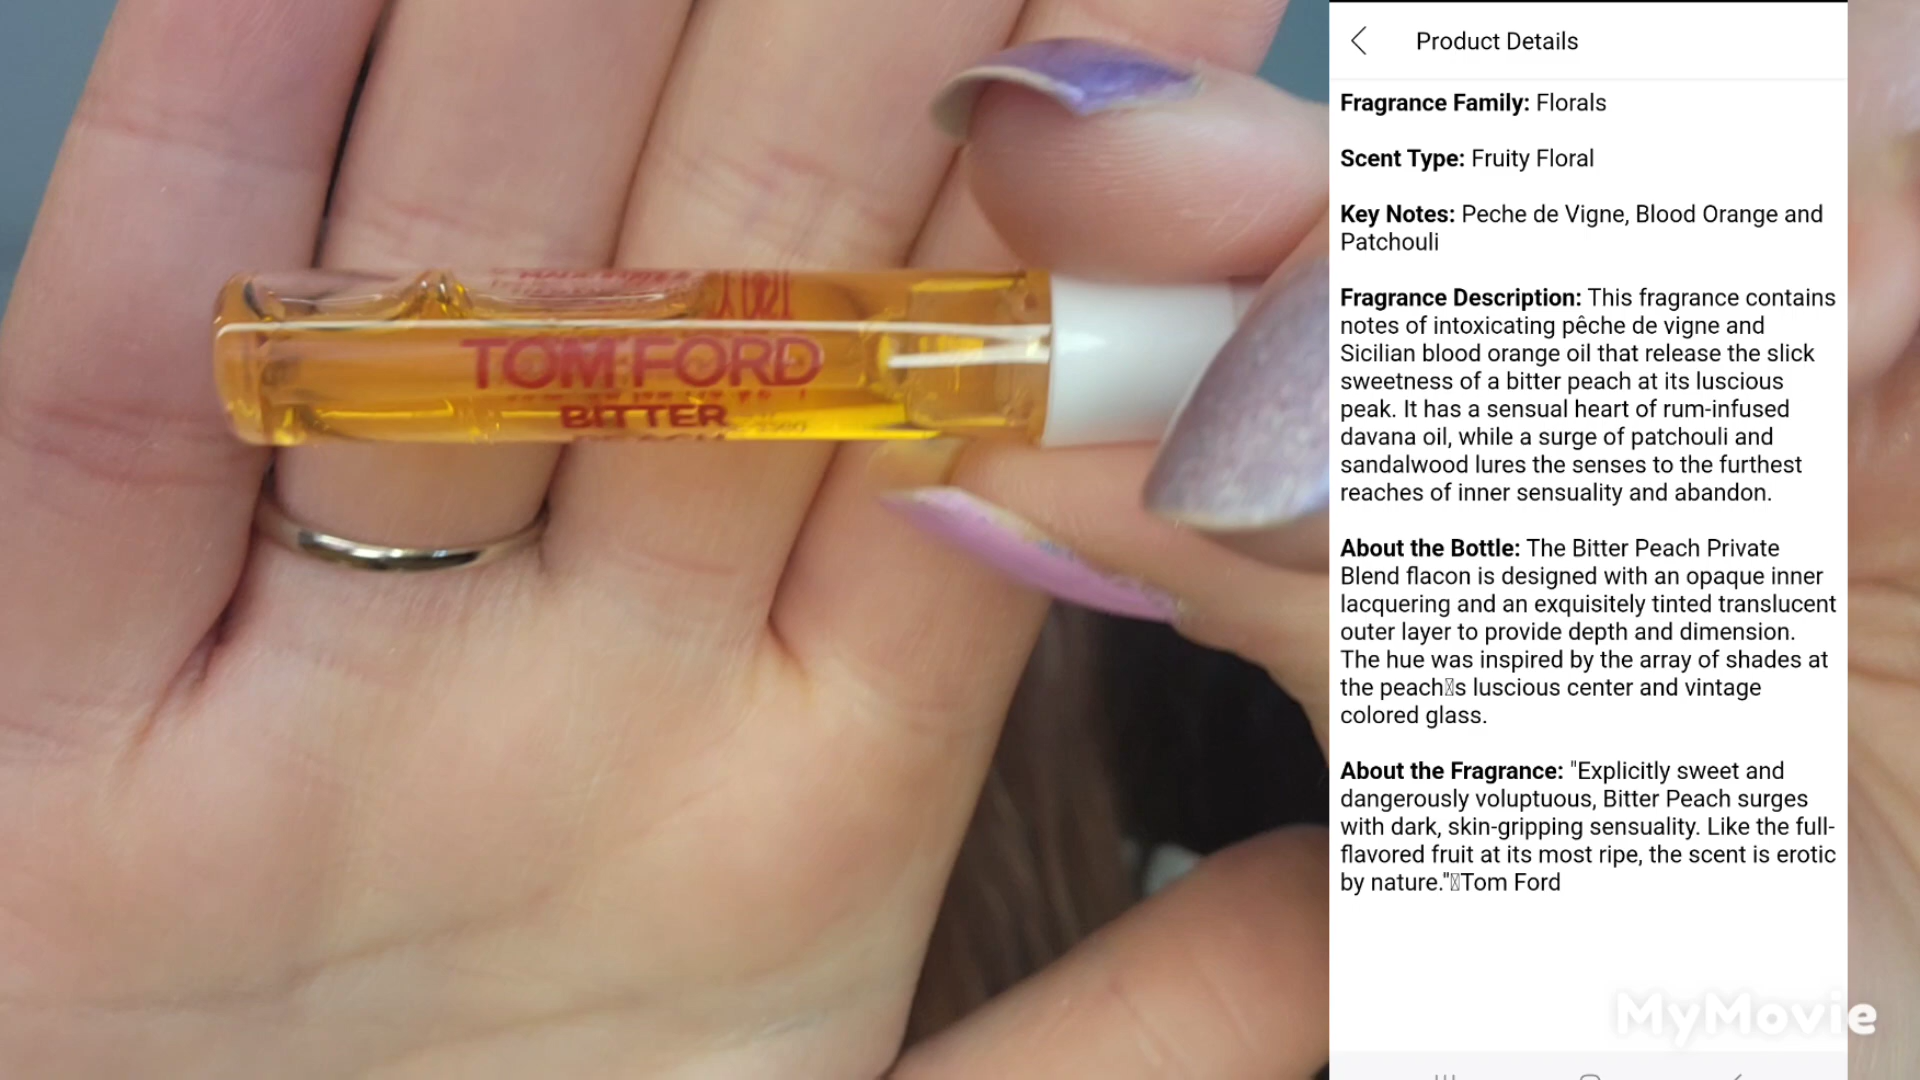 TOM FORD
BITTER
Product Details
Fragrance Family: Florals
Scent Type: Fruity Floral
Key Notes: Peche de Vigne, Blood Orange and
Patchouli
Fragrance Description: This fragrance contains
notes of intoxicating pêche de vigne and
Sicilian blood orange oil that release the slick
sweetness of a bitter peach at its luscious
peak. It has a sensual heart of rum-infused
davana oil, while a surge of patchouli and
sandalwood lures the senses to the furthest
reaches of inner sensuality and abandon.
About the Bottle: The Bitter Peach Private
Blend flacon is designed with an opaque inner
lacquering and an exquisitely tinted translucent
outer layer to provide depth and dimension.
The hue was inspired by the array of shades at
the peach▯s luscious center and vintage
colored glass.
About the Fragrance: "Explicitly sweet and
dangerously voluptuous, Bitter Peach surges
with dark, skin-gripping sensuality. Like the full-
flavored fruit at its most ripe, the scent is erotic
by nature."▯Tom Ford
MyMovie